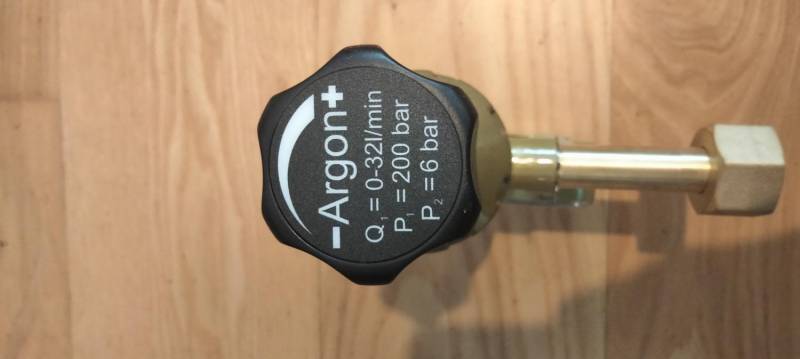 -Argon+
Q₁ = 0-32l/min
P₁ = 200 bar
P₂ = 6 bar